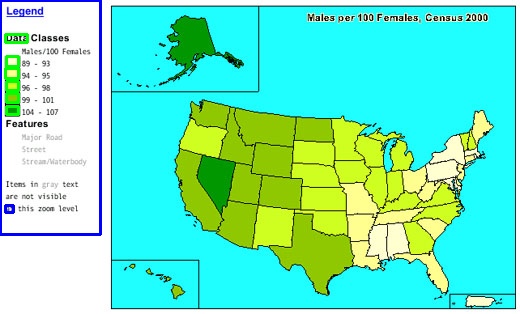 Legend
Males per 100 Females, Census 2000
Data Classes
Males/100 Females
89 - 93
94 - 95
96 - 98
99 - 101
104 - 107
Features
Major Road
Street
Stream/Waterbody
Items in gray text
are not visible
this zoom level